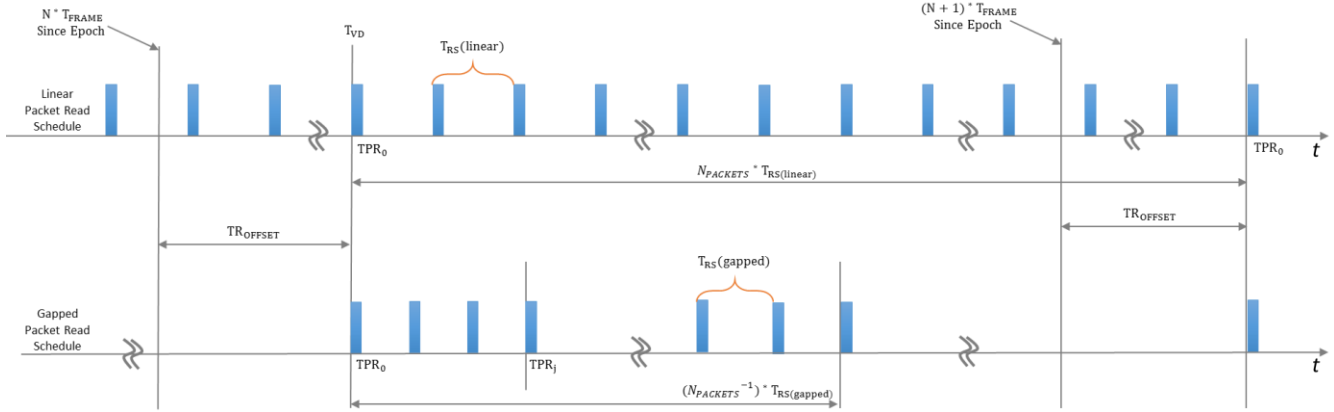 N * T_FRAME
Since Epoch
T_VD
T_RS(linear)
(N + 1) * T_FRAME
Since Epoch
Linear
Packet Read
Schedule
TPR_0
TPR_0
t
N_PACKETS * T_RS(linear)
TR_OFFSET
TR_OFFSET
T_RS(gapped)
Gapped
Packet Read
Schedule
TPR_0
TPR_j
t
(N_PACKETS^-1) * T_RS(gapped)